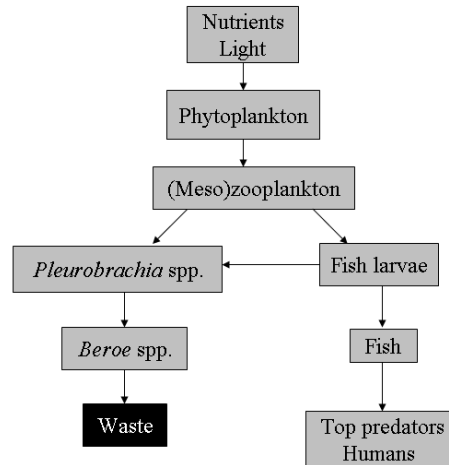 Nutrients
Light
Phytoplankton
(Meso)zooplankton
Pleurobrachia spp.
Fish larvae
Beroe spp.
Fish
Waste
Top predators
Humans